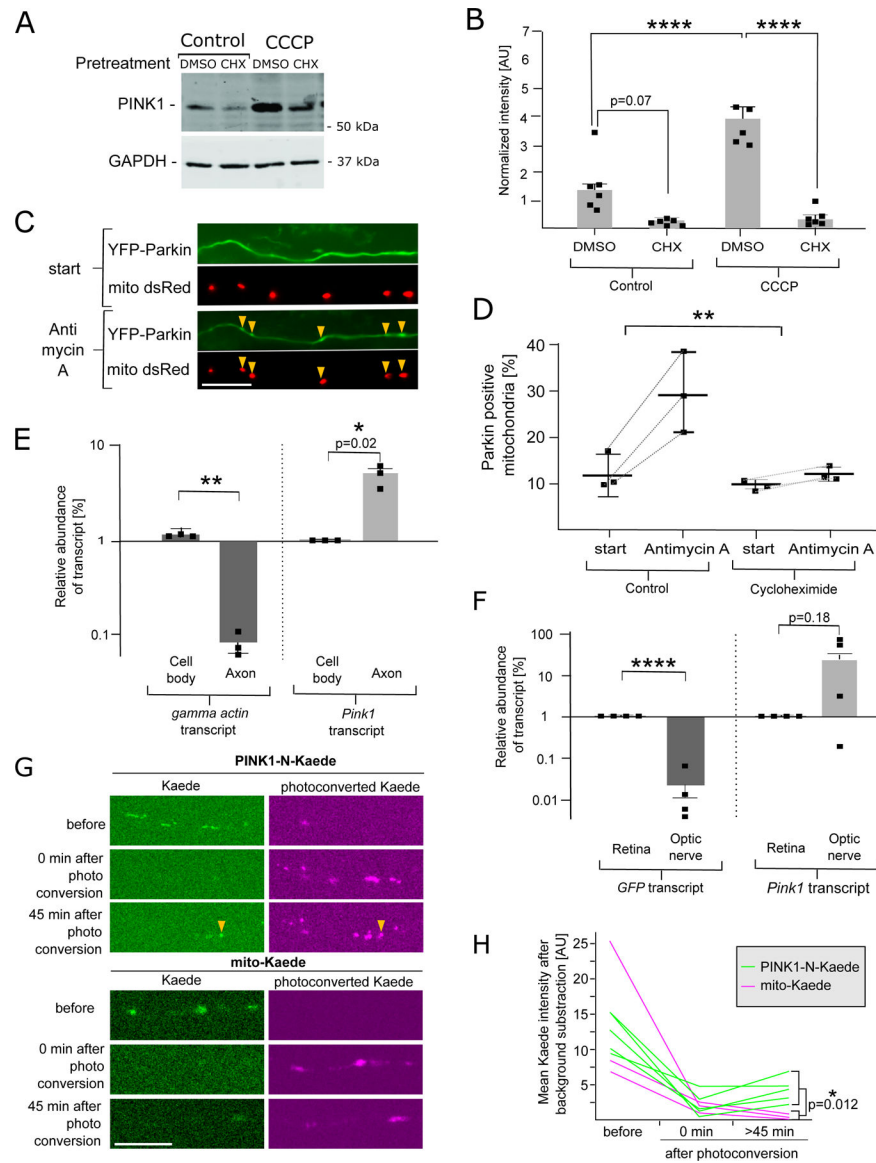 A
Control CCCP
Pretreatment DMSO CHX DMSO CHX
PINK1 -
- 50 kDa
GAPDH -
- 37 kDa
B
Normalized intensity [AU]
7
6
5
4
3
2
1
****
****
p=0.07
DMSO CHX DMSO CHX
Control CCCP
C
start
YFP-Parkin
mito dsRed
Anti
mycin
A
YFP-Parkin
mito dsRed
D
Parkin positive
mitochondria [%]
40
30
20
10
**
start Antimycin A start Antimycin A
Control Cycloheximide
E
Relative abundance
of transcript [%]
10
1
0.1
**
*
p=0.02
Cell
body
Axon
Cell
body
Axon
gamma actin
transcript
Pink1
transcript
F
Relative abundance
of transcript [%]
100
10
1
0.1
0.01
****
p=0.18
Retina
Optic
nerve
Retina
Optic
nerve
GFP transcript
Pink1 transcript
G
PINK1-N-Kaede
Kaede photoconverted Kaede
before
0 min after
photo
conversion
45 min after
photo
conversion
mito-Kaede
Kaede photoconverted Kaede
before
0 min after
photo
conversion
45 min after
photo
conversion
H
Mean Kaede intensity after
background substraction [AU]
25
20
15
10
5
PINK1-N-Kaede
mito-Kaede
*
p=0.012
before 0 min >45 min
after photoconversion